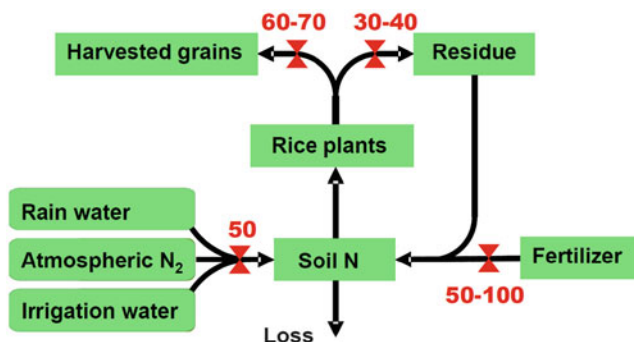 60-70
30-40
Harvested grains
Residue
Rice plants
Rain water
50
Atmospheric N₂
Soil N
Fertilizer
Irrigation water
50-100
Loss